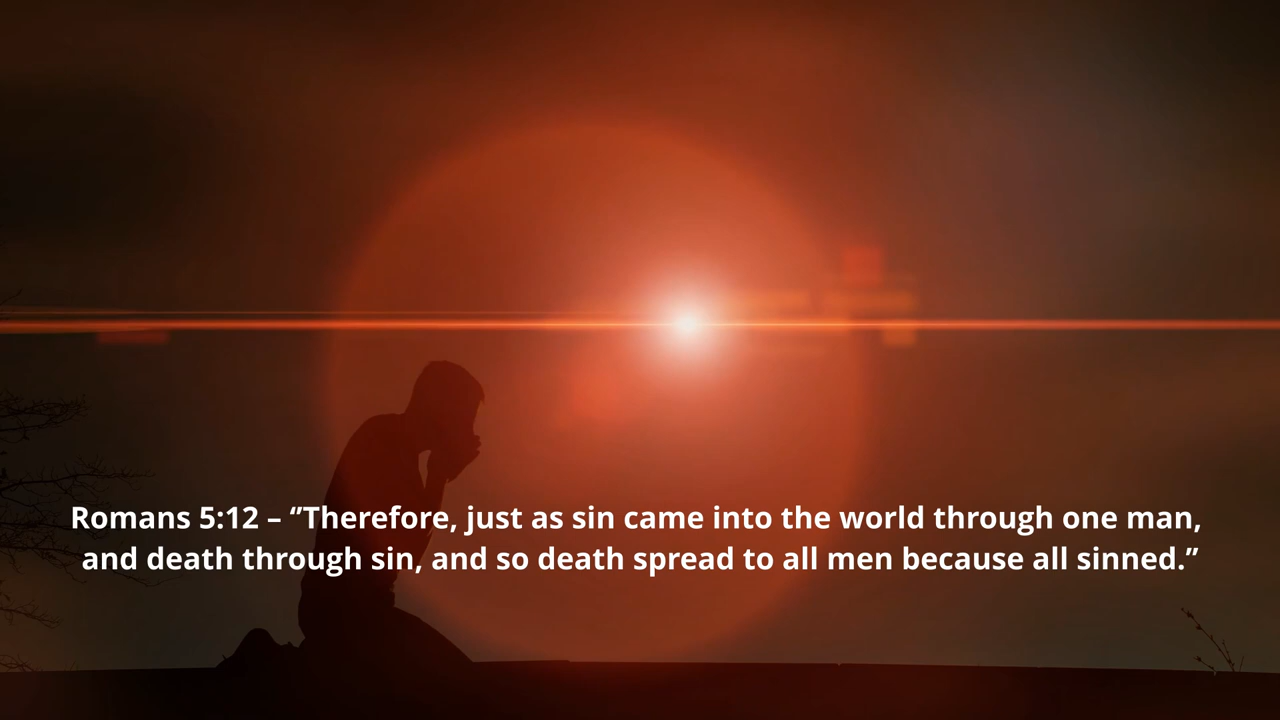 Romans 5:12 – “Therefore, just as sin came into the world through one man,
and death through sin, and so death spread to all men because all sinned.”